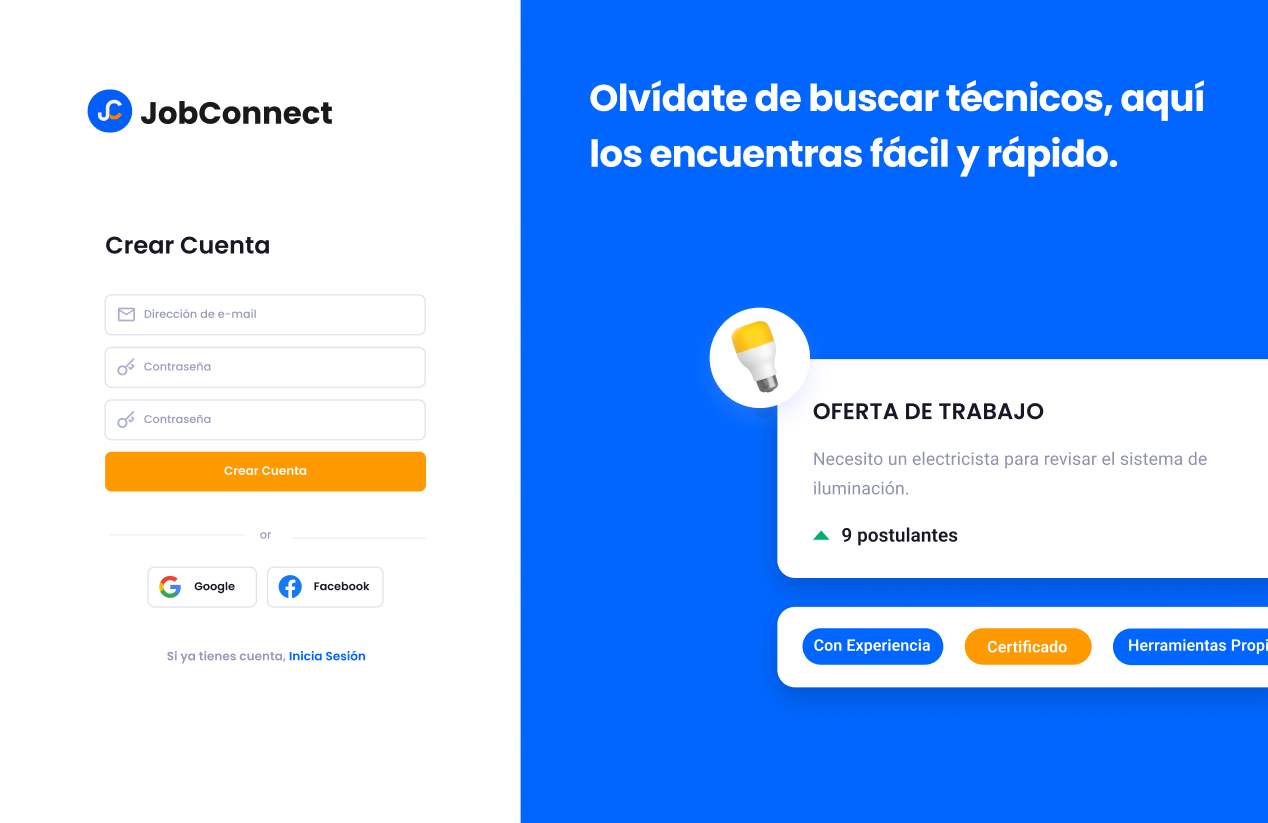 JC JobConnect
Crear Cuenta
Dirección de e-mail
Contraseña
Contraseña
Crear Cuenta
or
Google
Facebook
Si ya tienes cuenta, Inicia Sesión
Olvídate de buscar técnicos, aquí
los encuentras fácil y rápido.
OFERTA DE TRABAJO
Necesito un electricista para revisar el sistema de
iluminación.
9 postulantes
Con Experiencia
Certificado
Herramientas Propi